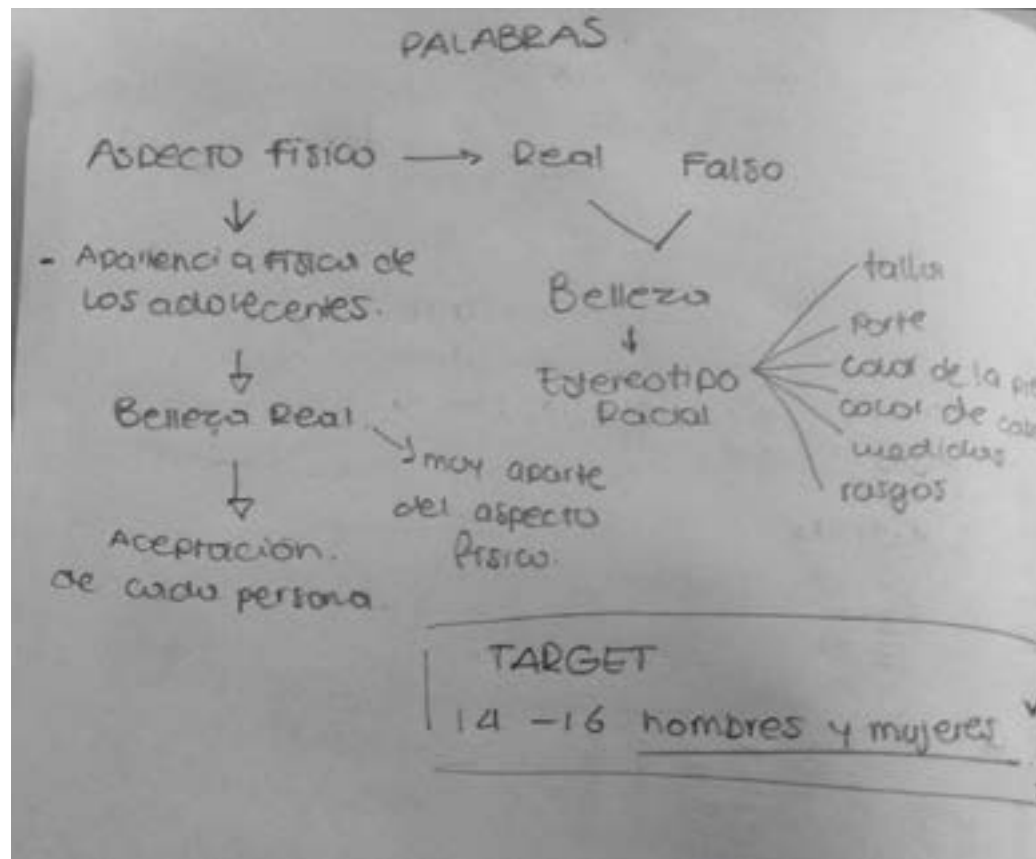 PALABRAS
Aspecto físico → Real Falso
- Apariencia física de
los adolecentes.
Belleza Real
muy aparte
del aspecto
físico.
Aceptación
de cada persona
Belleza
Estereotipo
Racial
talla
Porte
color de la
color de
medidas
rasgos
TARGET
14 - 16 hombres y mujeres